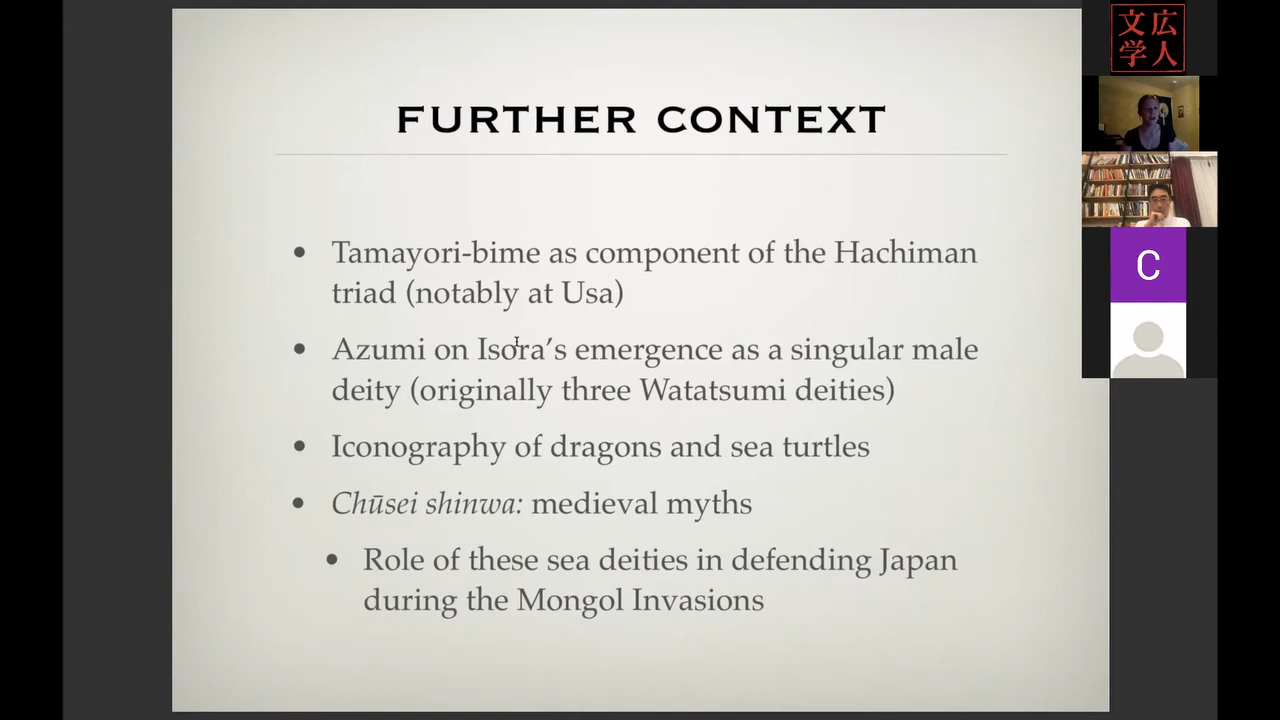 FURTHER CONTEXT
• Tamayori-bime as component of the Hachiman
triad (notably at Usa)
• Azumi on Isora’s emergence as a singular male
deity (originally three Watatsumi deities)
• Iconography of dragons and sea turtles
• Chūsei shinwa: medieval myths
• Role of these sea deities in defending Japan
during the Mongol Invasions
文広
学人
C